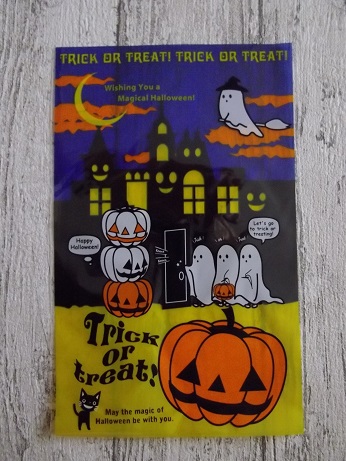 TRICK OR TREAT! TRICK OR TREAT!
Wishing You a
Magical Halloween!
Let's go
to trick or
treating!
Happy
Halloween!
Trick
or
treat!
May the magic of
Halloween be with you.